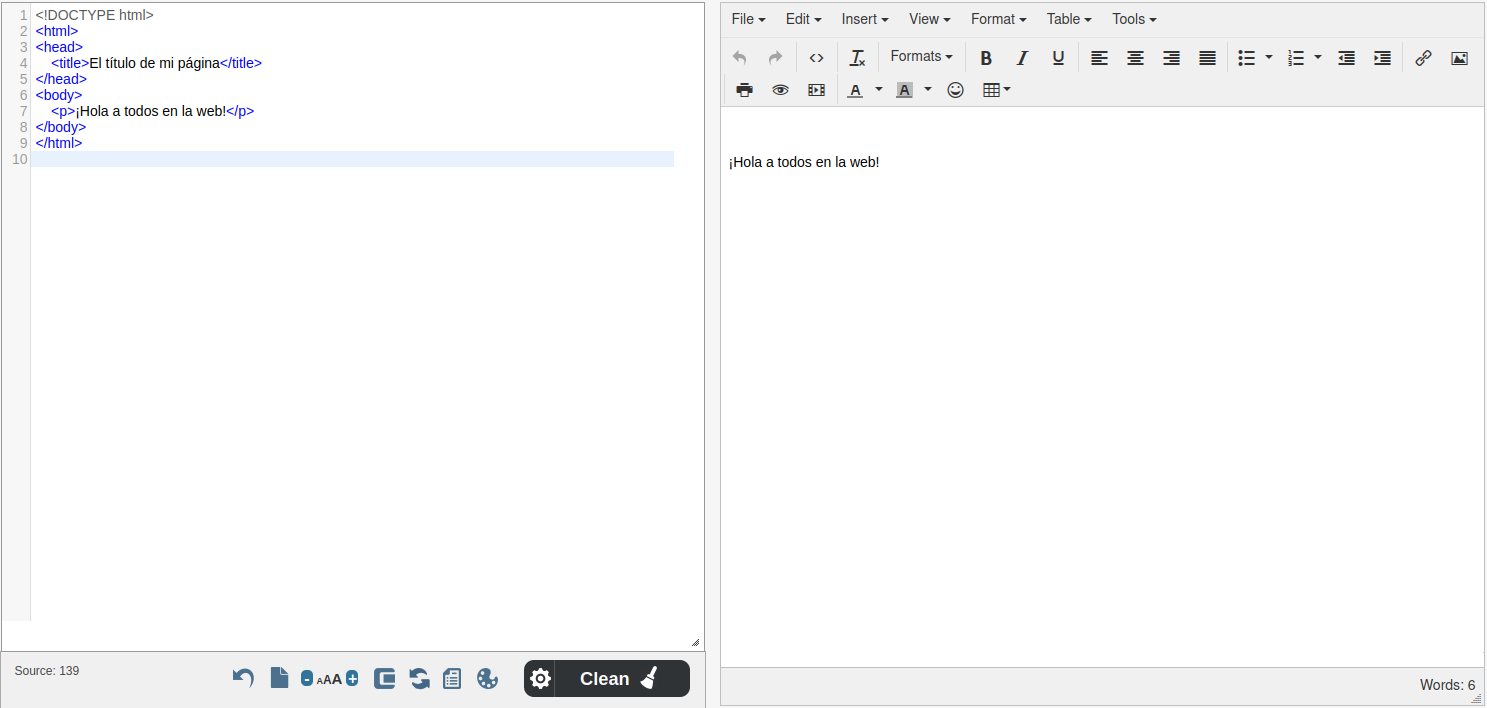 1 <!DOCTYPE html>
2 <html>
3 <head>
4 <title>El título de mi página</title>
5 </head>
6 <body>
7 <p>¡Hola a todos en la web!</p>
8 </body>
9 </html>
10
Source: 139
- AAA +
Clean
File Edit Insert View Format Table Tools
Formats B I U
A A
¡Hola a todos en la web!
Words: 6